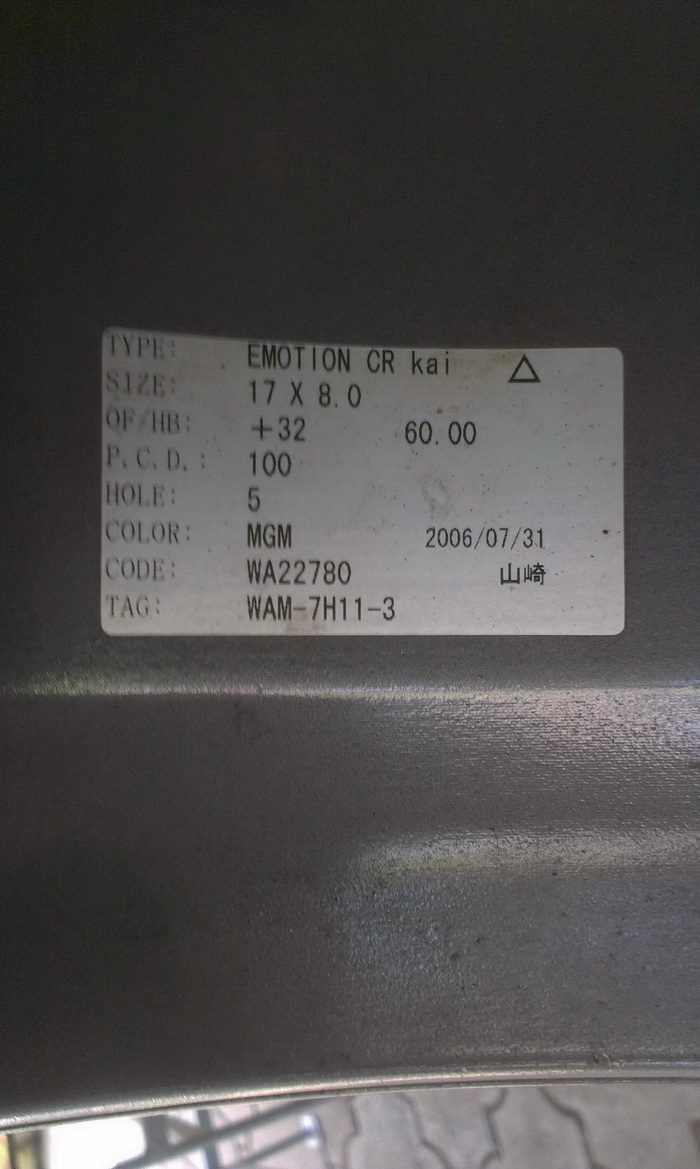 TYPE: EMOTION CR kai △
SIZE: 17 X 8.0
OF/HB: +32 60.00
P.C.D.: 100
HOLE: 5
COLOR: MGM 2006/07/31
CODE: WA22780 山崎
TAG: WAM-7H11-3